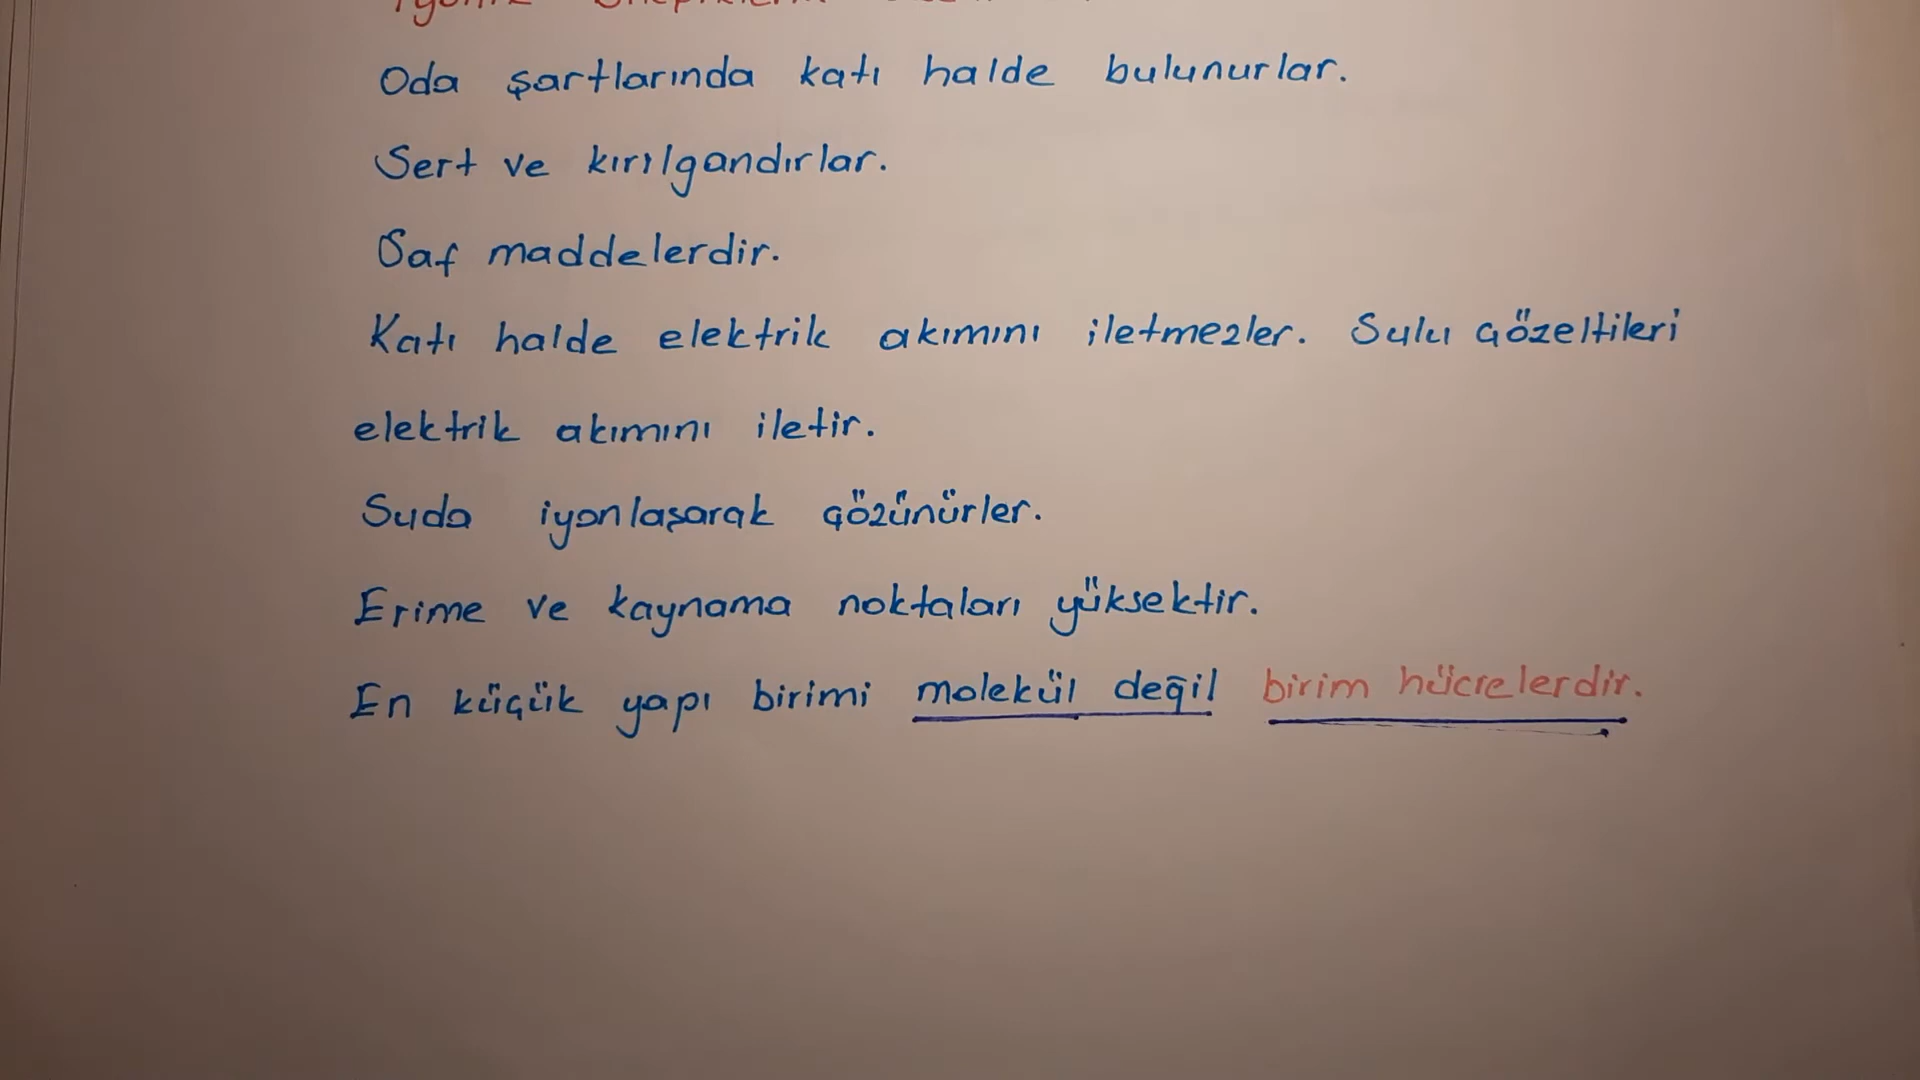 Oda şartlarında katı halde bulunurlar.
Sert ve kırılgandırlar.
Saf maddelerdir.
Katı halde elektrik akımını iletmezler. Sulu çözeltileri
elektrik akımını iletir.
Suda iyonlaşarak çözünürler.
Erime ve kaynama noktaları yüksektir.
En küçük yapı birimi molekül değil birim hücrelerdir.